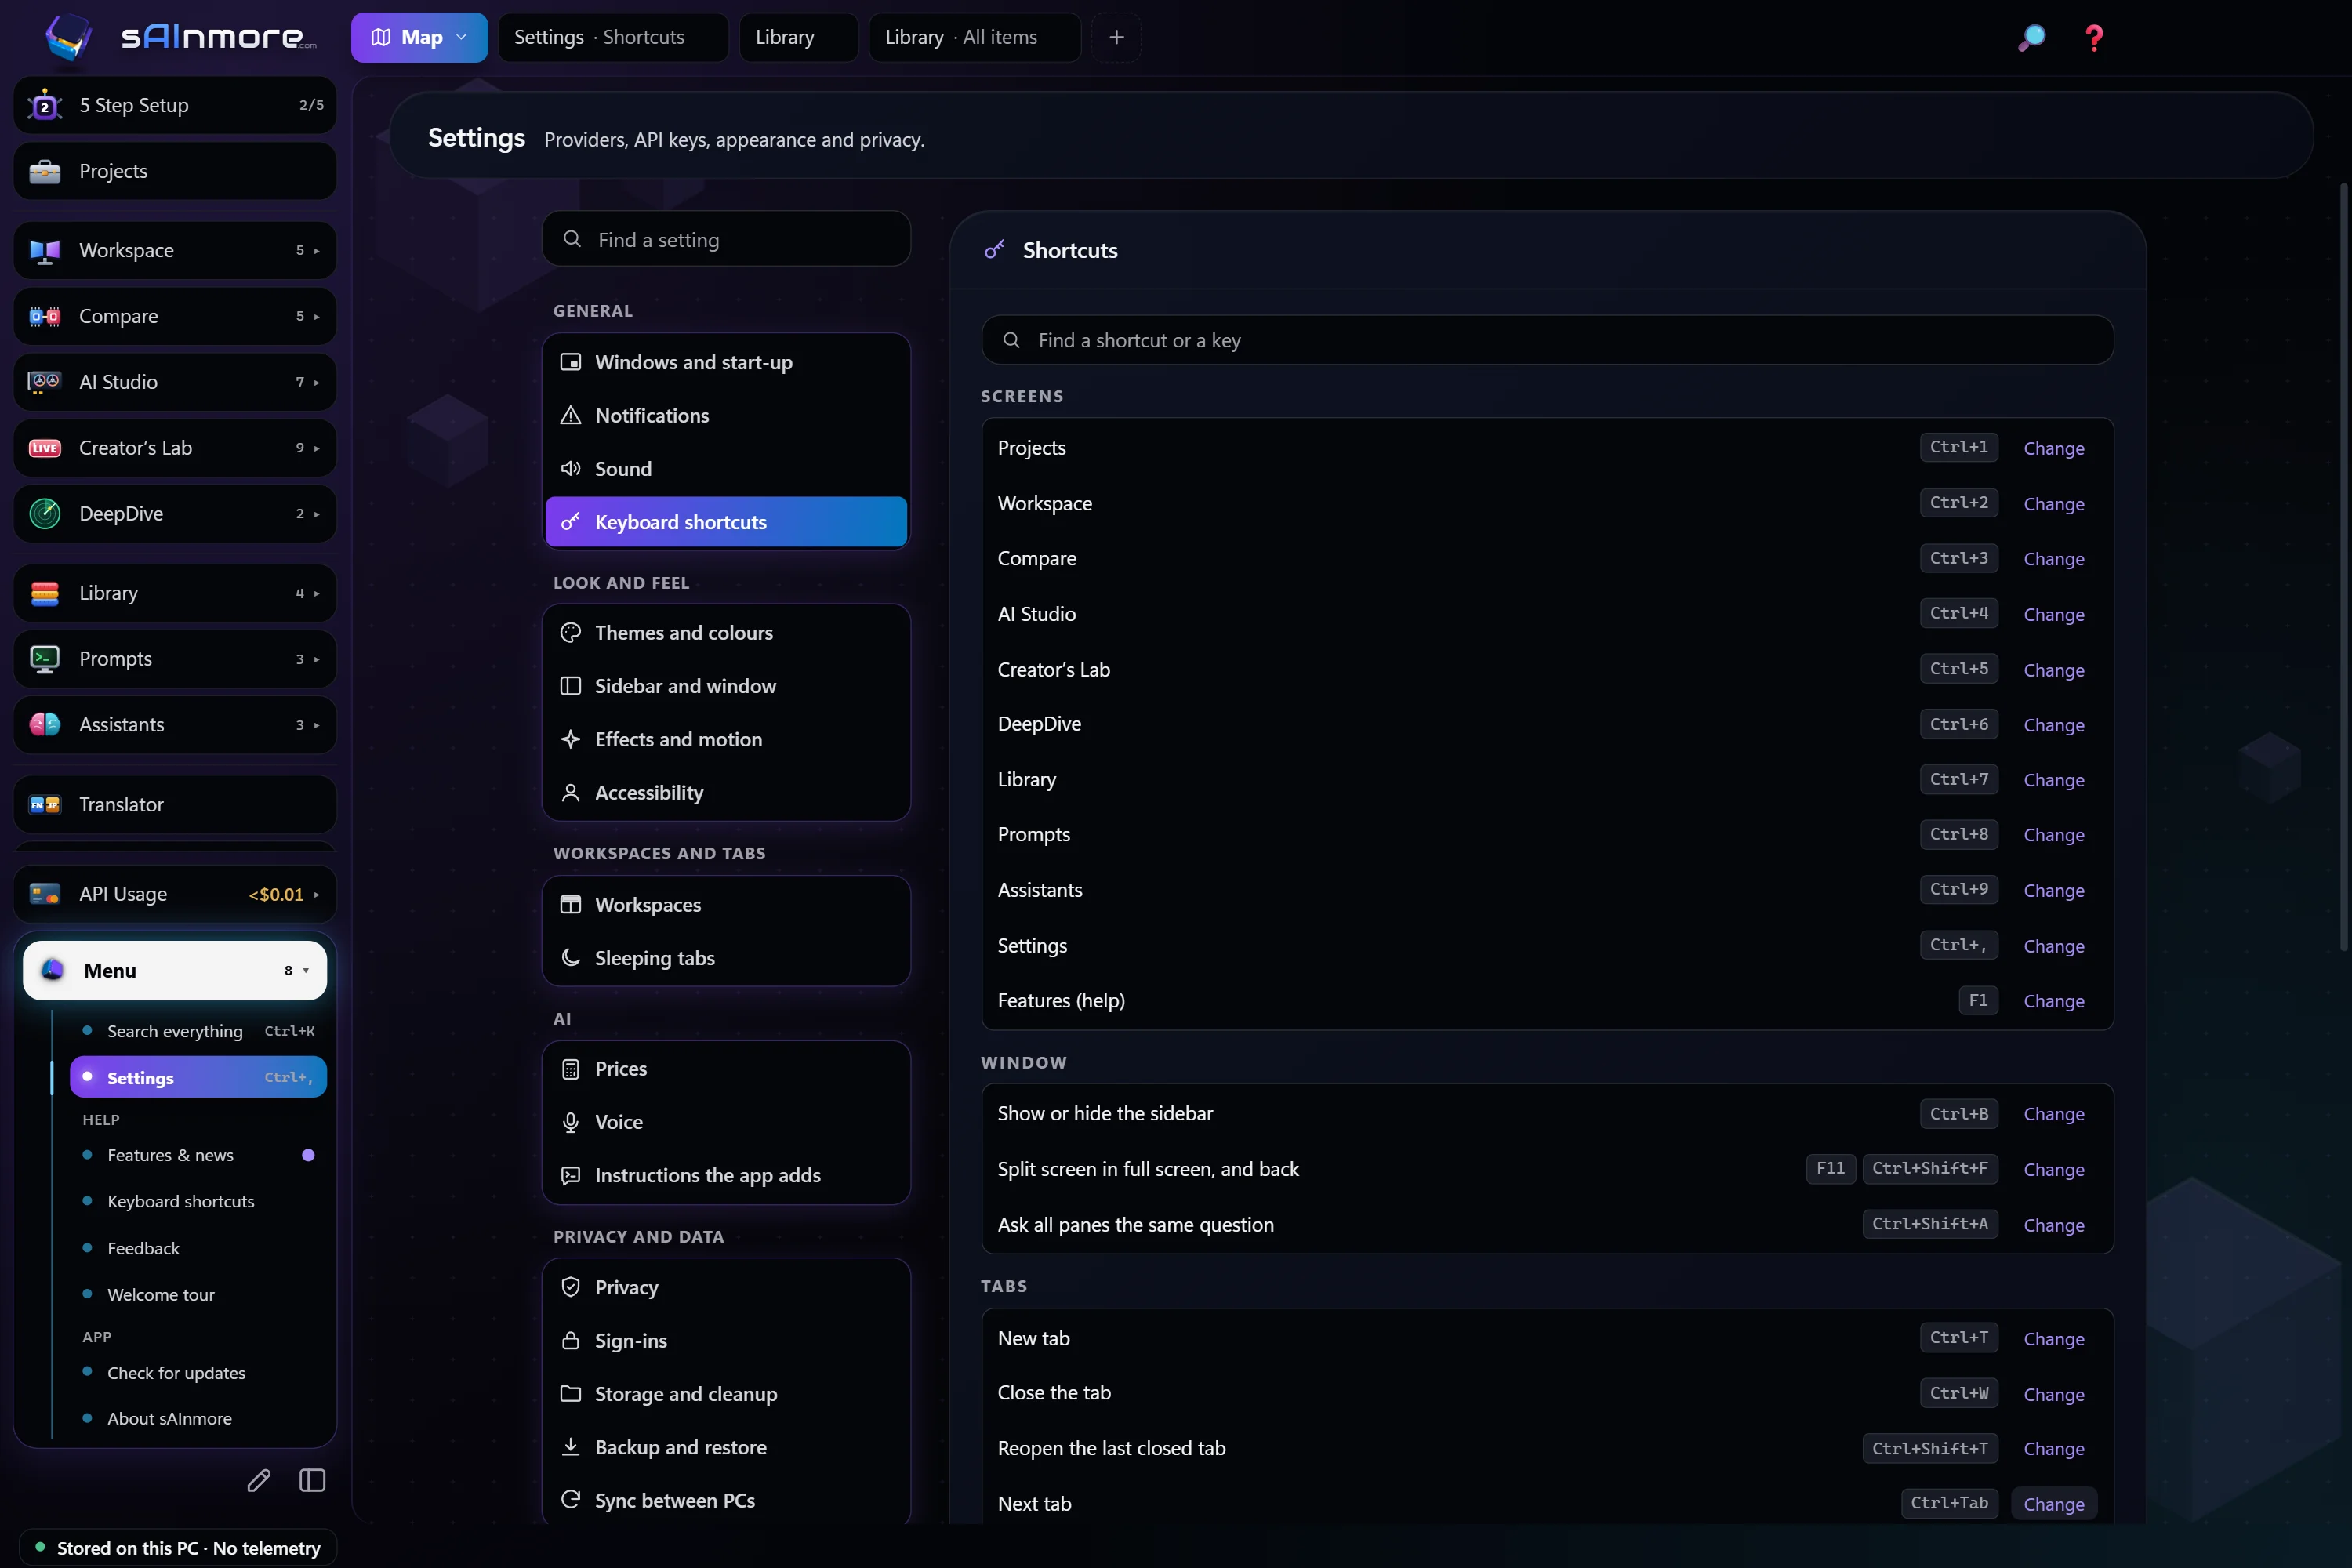 sAInmore.com
Map
Settings · Shortcuts
Library
Library · All items
5 Step Setup 2/5
Projects
Workspace 5
Compare 5
AI Studio 7
LIVE Creator's Lab 9
DeepDive 2
Library 4
Prompts 3
Assistants 3
EN JP Translator
API Usage <$0.01
Menu 8
Search everything Ctrl+K
Settings Ctrl+,
HELP
Features & news
Keyboard shortcuts
Feedback
Welcome tour
APP
Check for updates
About sAInmore
Stored on this PC · No telemetry
Settings Providers, API keys, appearance and privacy.
Find a setting
GENERAL
Windows and start-up
Notifications
Sound
Keyboard shortcuts
LOOK AND FEEL
Themes and colours
Sidebar and window
Effects and motion
Accessibility
WORKSPACES AND TABS
Workspaces
Sleeping tabs
AI
Prices
Voice
Instructions the app adds
PRIVACY AND DATA
Privacy
Sign-ins
Storage and cleanup
Backup and restore
Sync between PCs
Shortcuts
Find a shortcut or a key
SCREENS
Projects Ctrl+1 Change
Workspace Ctrl+2 Change
Compare Ctrl+3 Change
AI Studio Ctrl+4 Change
Creator's Lab Ctrl+5 Change
DeepDive Ctrl+6 Change
Library Ctrl+7 Change
Prompts Ctrl+8 Change
Assistants Ctrl+9 Change
Settings Ctrl+, Change
Features (help) F1 Change
WINDOW
Show or hide the sidebar Ctrl+B Change
Split screen in full screen, and back F11 Ctrl+Shift+F Change
Ask all panes the same question Ctrl+Shift+A Change
TABS
New tab Ctrl+T Change
Close the tab Ctrl+W Change
Reopen the last closed tab Ctrl+Shift+T Change
Next tab Ctrl+Tab Change